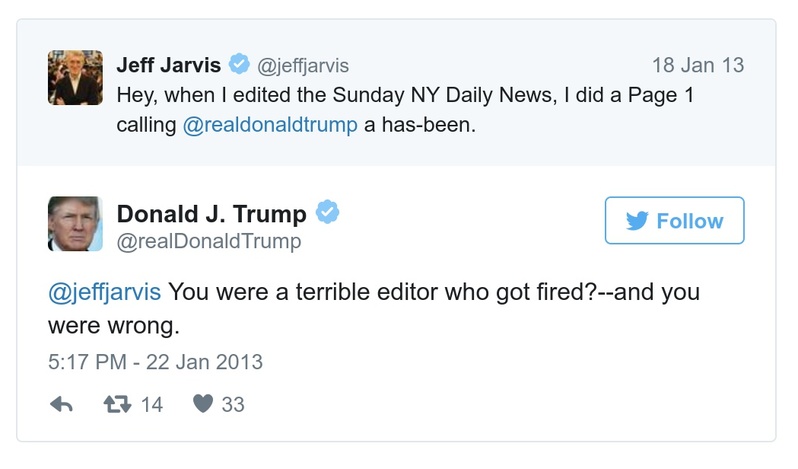 Jeff Jarvis @jeffjarvis 18 Jan 13
Hey, when I edited the Sunday NY Daily News, I did a Page 1
calling @realdonaldtrump a has-been.
Donald J. Trump
@realDonaldTrump
Follow
@jeffjarvis You were a terrible editor who got fired?--and you
were wrong.
5:17 PM - 22 Jan 2013
14 33